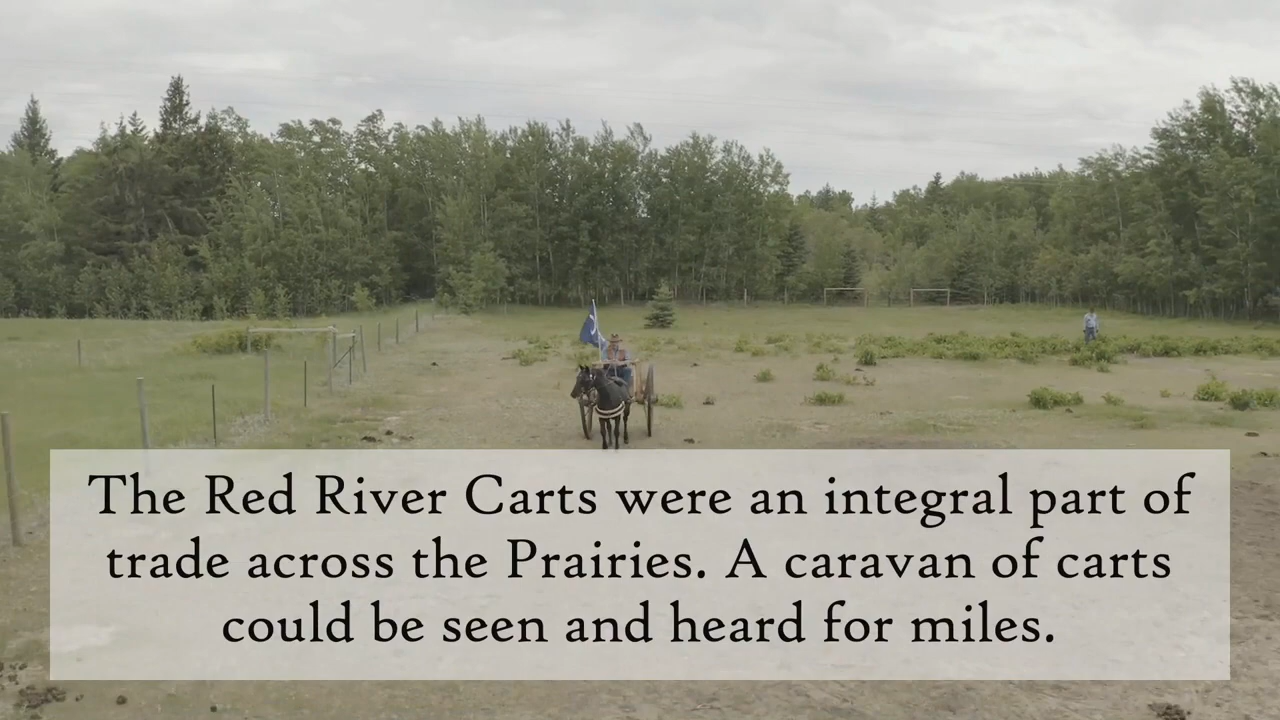 The Red River Carts were an integral part of
trade across the Prairies. A caravan of carts
could be seen and heard for miles.